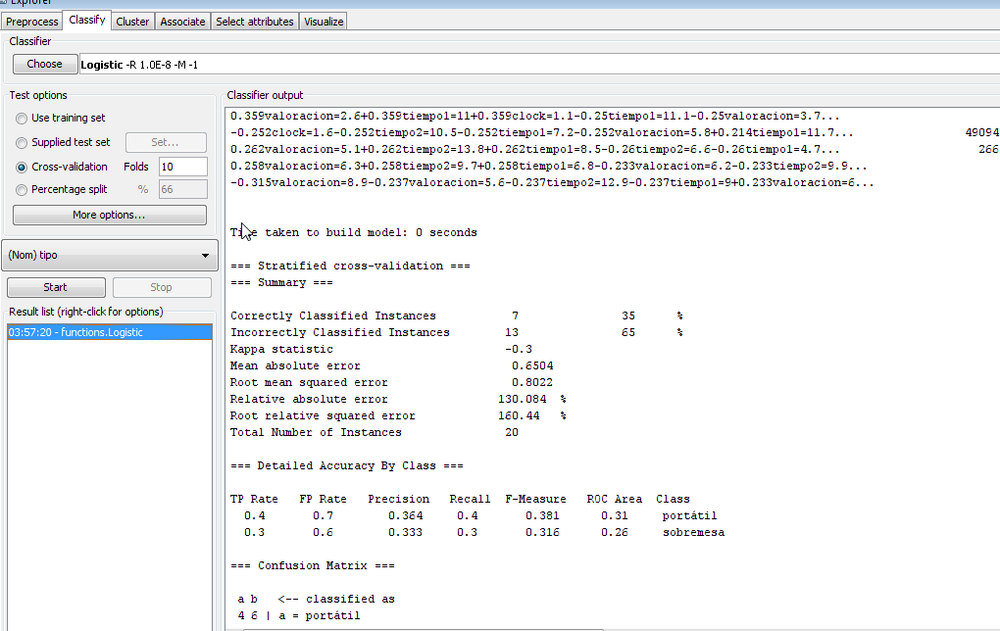 Explorer
Preprocess Classify Cluster Associate Select attributes Visualize
Classifier
Choose Logistic -R 1.0E-8 -M -1
Test options
Use training set
Supplied test set Set...
Cross-validation Folds 10
Percentage split % 66
More options...
(Nom) tipo
Start Stop
Result list (right-click for options)
03:57:20 - functions.Logistic
Classifier output
0.359valoracion=2.6+0.359tiempo1=11+0.359clock=1.1-0.25tiempo1=11.1-0.25valoracion=3.7...
-0.252clock=1.6-0.252tiempo2=10.5-0.252tiempo1=7.2-0.252valoracion=5.8+0.214tiempo1=11.7... 49094
0.262valoracion=5.1+0.262tiempo2=13.8+0.262tiempo1=8.5-0.26tiempo2=6.6-0.26tiempo1=4.7... 266
0.258valoracion=6.3+0.258tiempo2=9.7+0.258tiempo1=6.8-0.233valoracion=6.2-0.233tiempo2=9.9...
-0.315valoracion=8.9-0.237valoracion=5.6-0.237tiempo2=12.9-0.237tiempo1=9+0.233valoracion=6...
Time taken to build model: 0 seconds
=== Stratified cross-validation ===
=== Summary ===
Correctly Classified Instances 7 35 %
Incorrectly Classified Instances 13 65 %
Kappa statistic -0.3
Mean absolute error 0.6504
Root mean squared error 0.8022
Relative absolute error 130.084 %
Root relative squared error 160.44 %
Total Number of Instances 20
=== Detailed Accuracy By Class ===
TP Rate FP Rate Precision Recall F-Measure ROC Area Class
0.4 0.7 0.364 0.4 0.381 0.31 portátil
0.3 0.6 0.333 0.3 0.316 0.26 sobremesa
=== Confusion Matrix ===
a b <-- classified as
4 6 | a = portátil